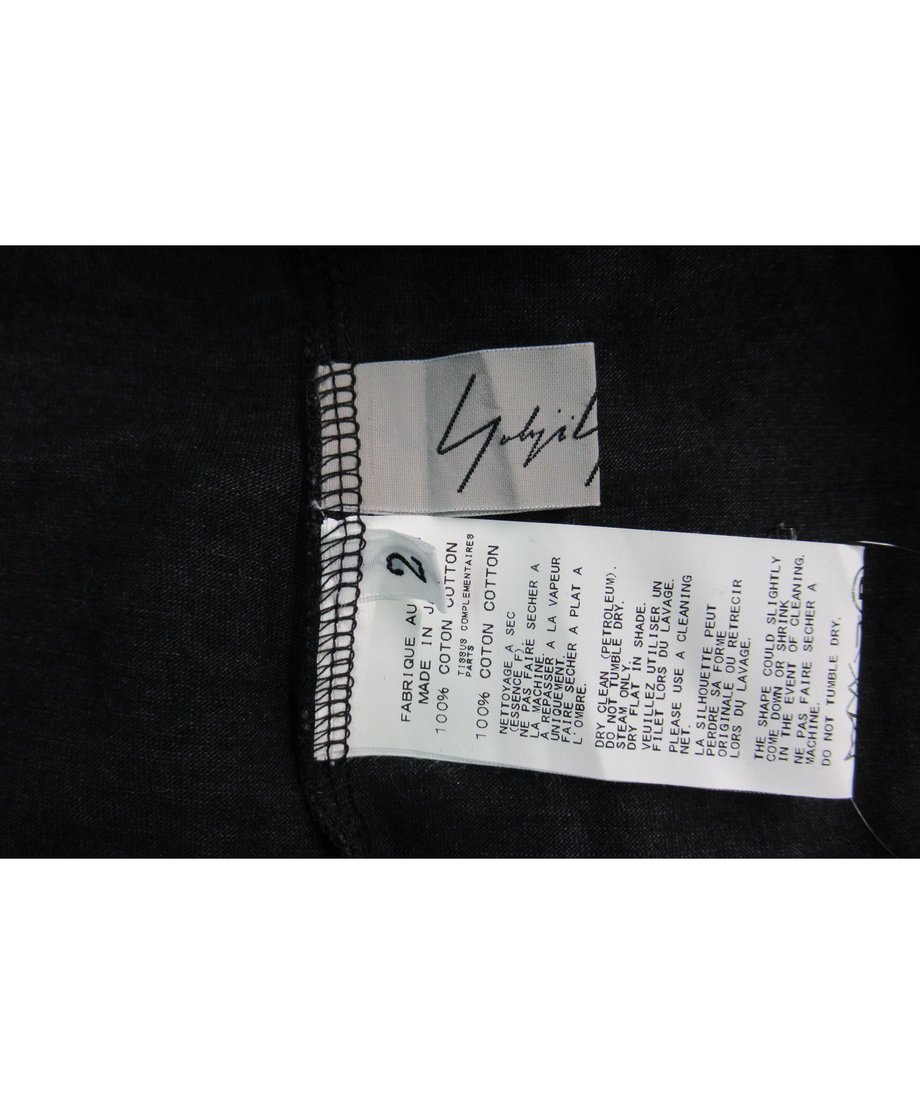 2
FABRIQUE AU
MADE IN
100% COTON COTTON
TISSUS COMPLEMENTAIRES
PARTS
100% COTON COTTON
NETTOYAGE A SEC
(ESSENCE F).
NE PAS FAIRE SECHER A
LA MACHINE.
A REPASSER A LA VAPEUR
UNIQUEMENT.
FAIRE SECHER A PLAT A
L'OMBRE.
DRY CLEAN (PETROLEUM).
DO NOT TUMBLE DRY.
STEAM ONLY.
DRY FLAT IN SHADE.
VEUILLEZ UTILISER UN
FILET LORS DU LAVAGE.
PLEASE USE A CLEANING
NET.
LA SILHOUETTE PEUT
PERDRE SA FORME
ORIGINALE OU RETRECIR
LORS DU LAVAGE.
THE SHAPE COULD SLIGHTLY
COME DOWN OR SHRINK
IN THE EVENT OF CLEANING.
NE PAS FAIRE SECHER A
MACHINE.
DO NOT TUMBLE DRY.